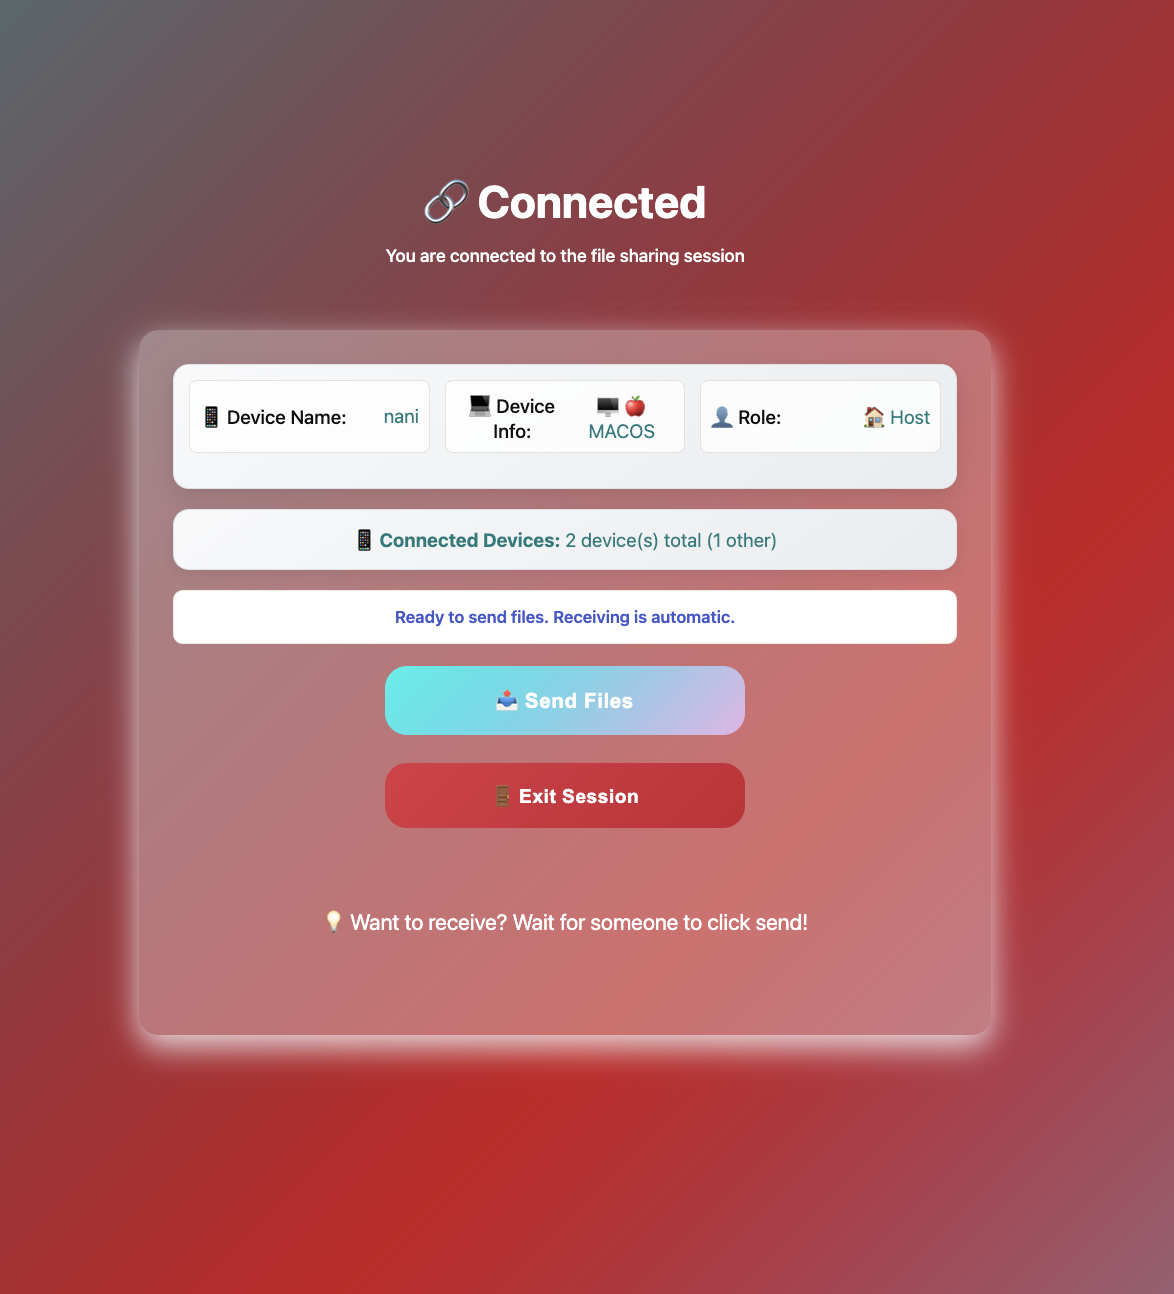 🔗 Connected
You are connected to the file sharing session
📱 Device Name: nani
💻 Device Info: 🖥️🍎 MACOS
👤 Role: 🏠 Host
📱 Connected Devices: 2 device(s) total (1 other)
Ready to send files. Receiving is automatic.
📤 Send Files
🚪 Exit Session
💡 Want to receive? Wait for someone to click send!